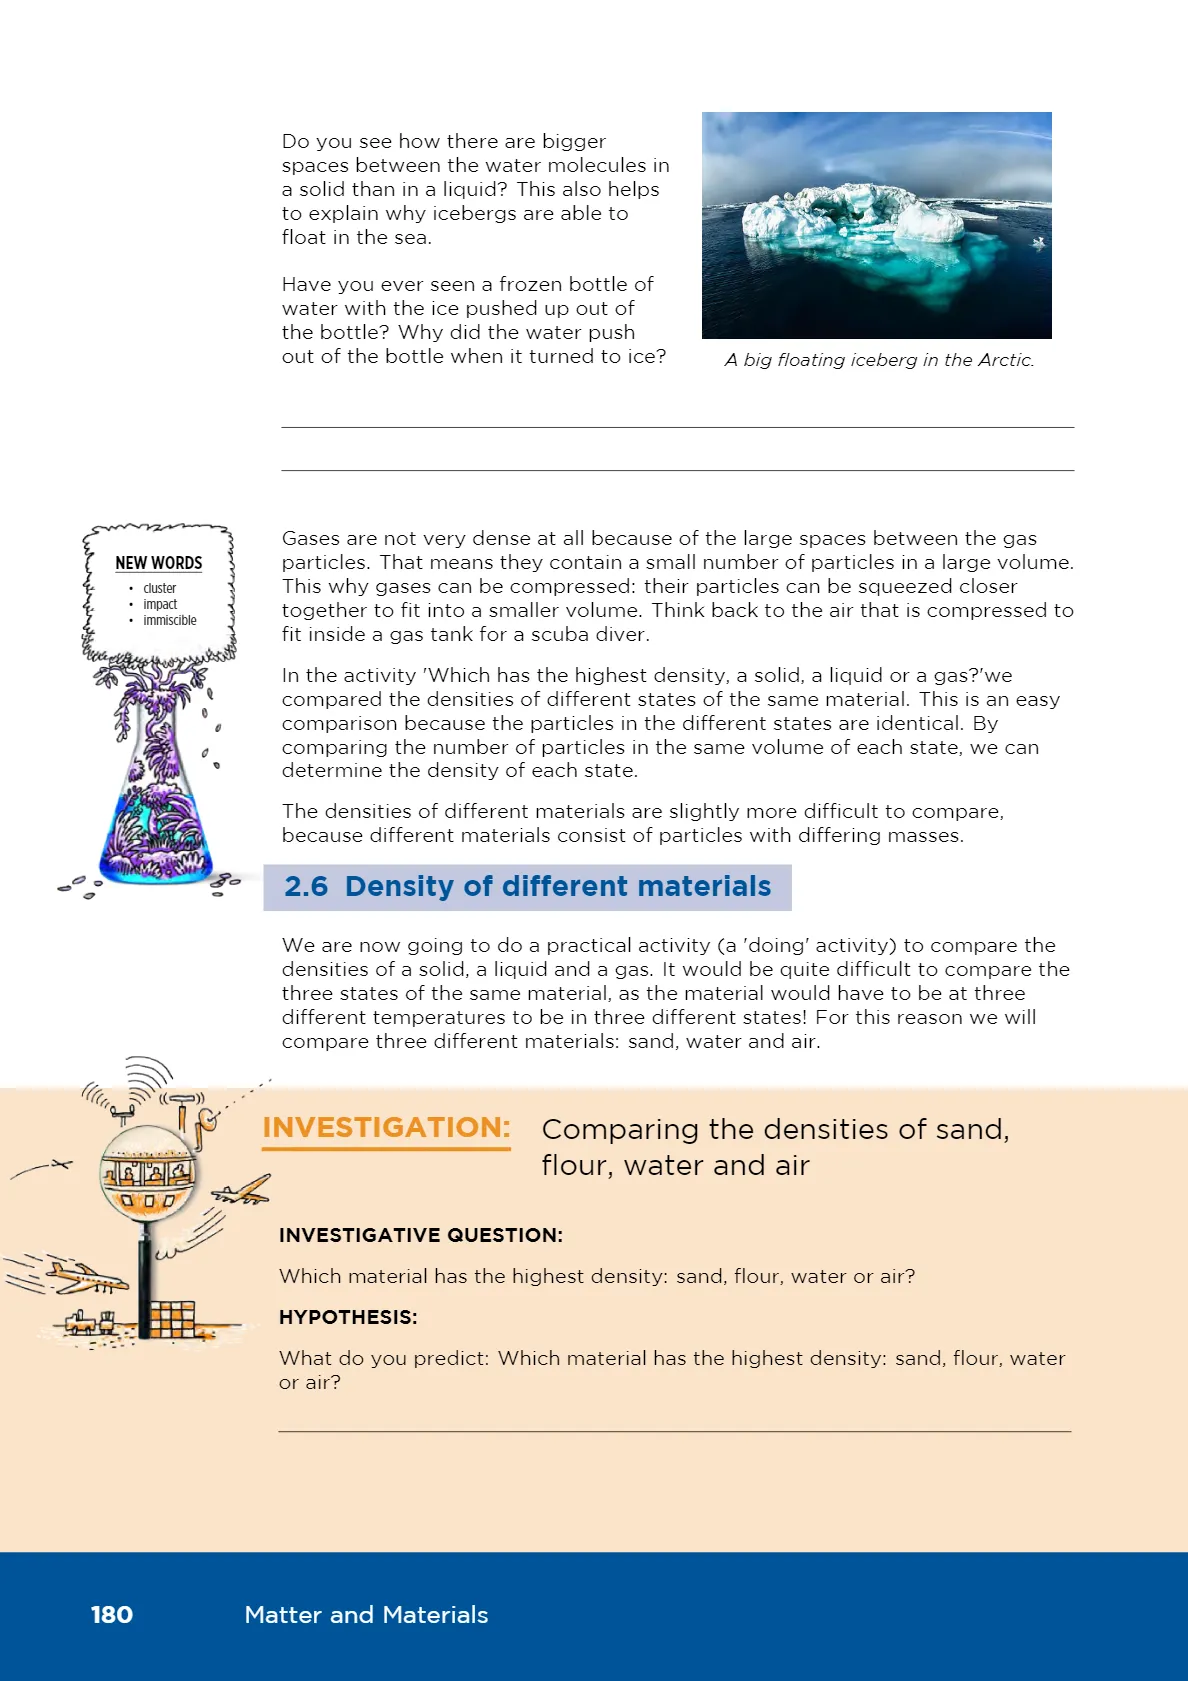 Do you see how there are bigger
spaces between the water molecules in
a solid than in a liquid? This also helps
to explain why icebergs are able to
float in the sea.
Have you ever seen a frozen bottle of
water with the ice pushed up out of
the bottle? Why did the water push
out of the bottle when it turned to ice?
A big floating iceberg in the Arctic.
NEW WORDS
• cluster
• impact
• immiscible
Gases are not very dense at all because of the large spaces between the gas
particles. That means they contain a small number of particles in a large volume.
This why gases can be compressed: their particles can be squeezed closer
together to fit into a smaller volume. Think back to the air that is compressed to
fit inside a gas tank for a scuba diver.
In the activity 'Which has the highest density, a solid, a liquid or a gas?'we
compared the densities of different states of the same material. This is an easy
comparison because the particles in the different states are identical. By
comparing the number of particles in the same volume of each state, we can
determine the density of each state.
The densities of different materials are slightly more difficult to compare,
because different materials consist of particles with differing masses.
2.6 Density of different materials
We are now going to do a practical activity (a 'doing' activity) to compare the
densities of a solid, a liquid and a gas. It would be quite difficult to compare the
three states of the same material, as the material would have to be at three
different temperatures to be in three different states! For this reason we will
compare three different materials: sand, water and air.
INVESTIGATION: Comparing the densities of sand,
flour, water and air
INVESTIGATIVE QUESTION:
Which material has the highest density: sand, flour, water or air?
HYPOTHESIS:
What do you predict: Which material has the highest density: sand, flour, water
or air?
180 Matter and Materials